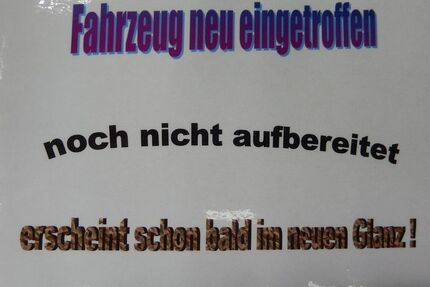 Fahrzeug neu eingetroffen
noch nicht aufbereitet
erscheint schon bald im neuen Glanz !